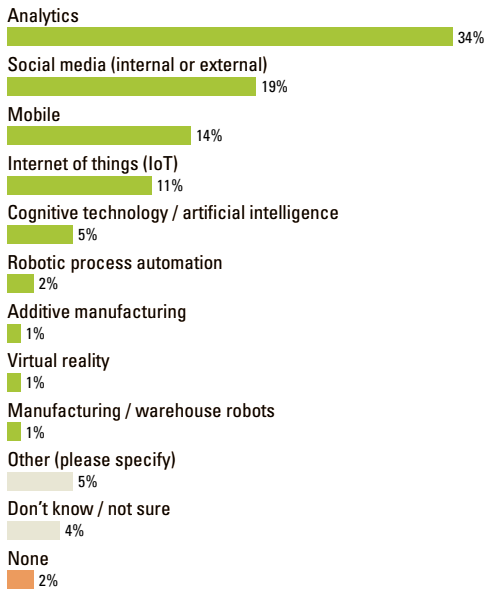 Analytics
34%
Social media (internal or external)
19%
Mobile
14%
Internet of things (IoT)
11%
Cognitive technology / artificial intelligence
5%
Robotic process automation
2%
Additive manufacturing
1%
Virtual reality
1%
Manufacturing / warehouse robots
1%
Other (please specify)
5%
Don’t know / not sure
4%
None
2%